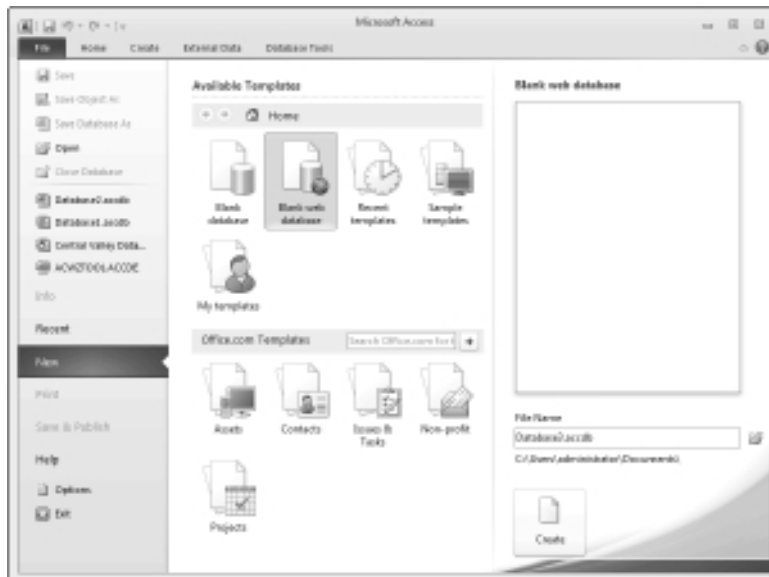 Microsoft Access
File Home Create External Data Database Tools
Save
Save Object As
Save Database As
Open
Close Database
Database2.accdb
Database1.accdb
Central Valley Data...
ACWZTOOL.ACCDE
Info
Recent
New
Print
Save & Publish
Help
Options
Exit
Available Templates
Home
Blank
database
Blank web
database
Recent
templates
Sample
templates
My templates
Office.com Templates
Search Office.com for t
Assets
Contacts
Issues &
Tasks
Non-profit
Projects
Blank web database
File Name
Database3.accdb
C:\Users\administrator\Documents\
Create